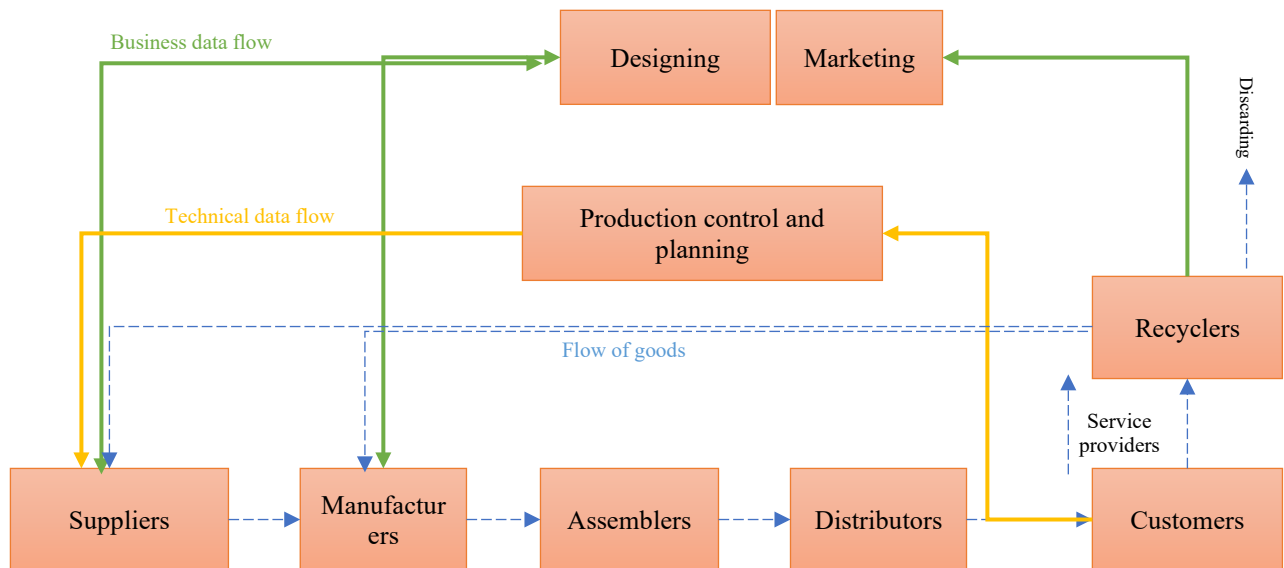 Business data flow
Designing
Marketing
Discarding
Technical data flow
Production control and
planning
Recyclers
Flow of goods
Service
providers
Suppliers
Manufactur
ers
Assemblers
Distributors
Customers